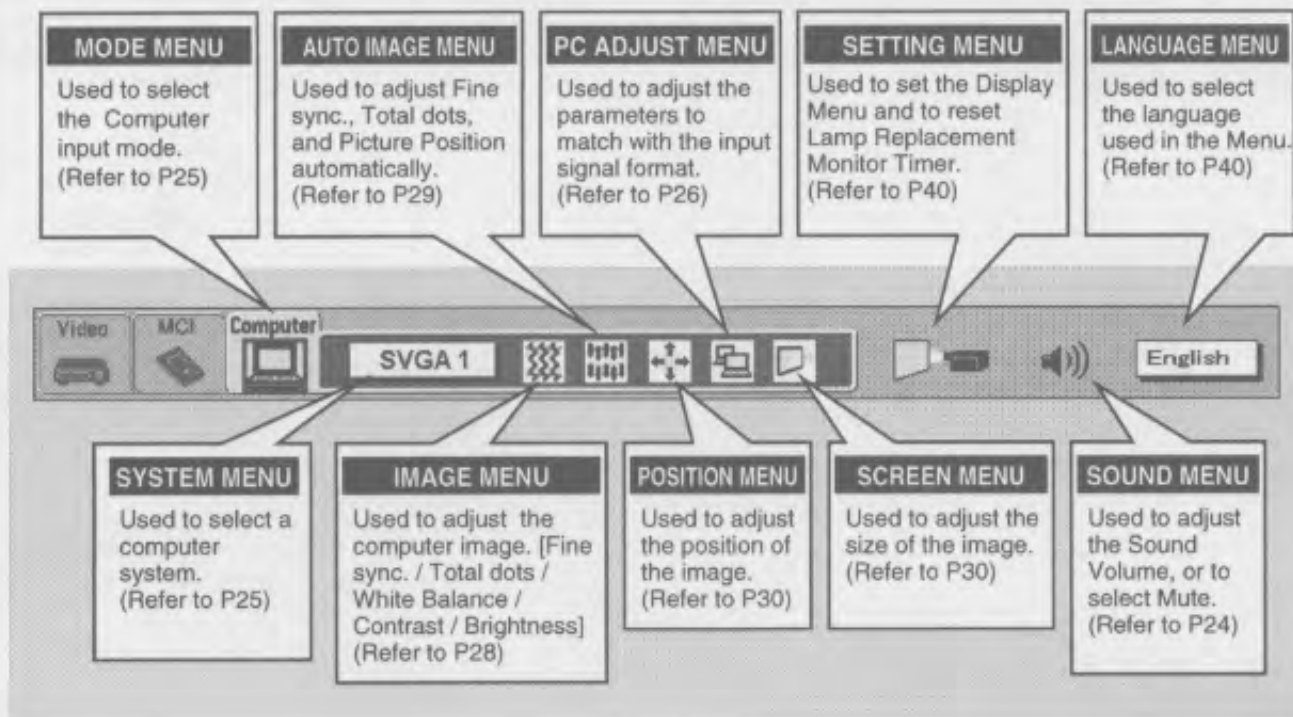 MODE MENU
Used to select
the Computer
input mode.
(Refer to P25)
AUTO IMAGE MENU
Used to adjust Fine
sync., Total dots,
and Picture Position
automatically.
(Refer to P29)
PC ADJUST MENU
Used to adjust the
parameters to
match with the input
signal format.
(Refer to P26)
SETTING MENU
Used to set the Display
Menu and to reset
Lamp Replacement
Monitor Timer.
(Refer to P40)
LANGUAGE MENU
Used to select
the language
used in the Menu.
(Refer to P40)
Video
MCI
Computer
SVGA 1
English
SYSTEM MENU
Used to select a
computer
system.
(Refer to P25)
IMAGE MENU
Used to adjust the
computer image. [Fine
sync. / Total dots /
White Balance /
Contrast / Brightness]
(Refer to P28)
POSITION MENU
Used to adjust
the position of
the image.
(Refer to P30)
SCREEN MENU
Used to adjust the
size of the image.
(Refer to P30)
SOUND MENU
Used to adjust
the Sound
Volume, or to
select Mute.
(Refer to P24)